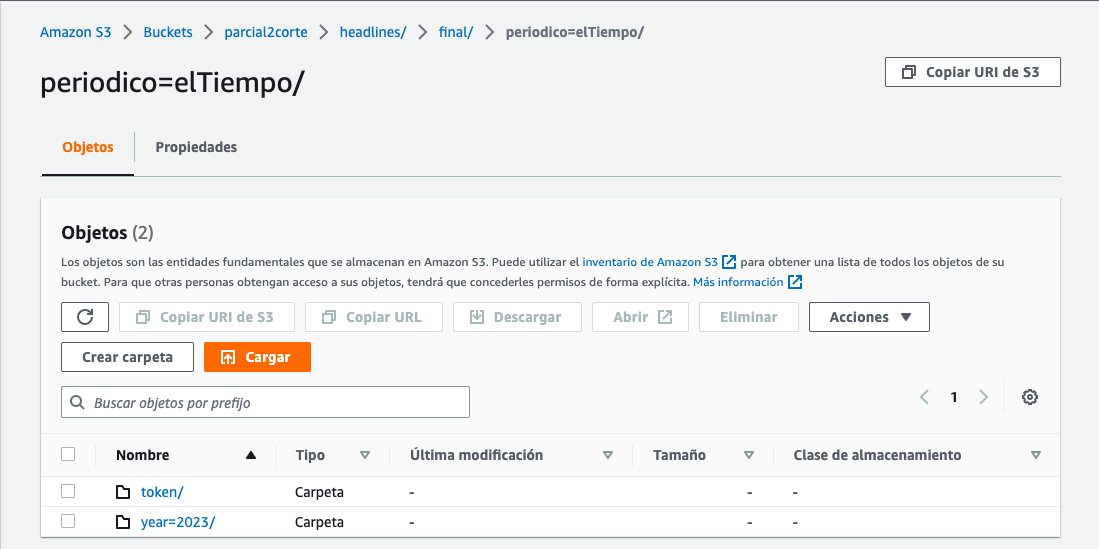 Amazon S3 > Buckets > parcial2corte > headlines/ > final/ > periodico=elTiempo/
periodico=elTiempo/
Copiar URI de S3
Objetos
Propiedades
Objetos (2)
Los objetos son las entidades fundamentales que se almacenan en Amazon S3. Puede utilizar el inventario de Amazon S3 para obtener una lista de todos los objetos de su
bucket. Para que otras personas obtengan acceso a sus objetos, tendrá que concederles permisos de forma explícita. Más información
Copiar URI de S3
Copiar URL
Descargar
Abrir
Eliminar
Acciones
Crear carpeta
Cargar
Buscar objetos por prefijo
< 1 >
Nombre Tipo Última modificación Tamaño Clase de almacenamiento
token/ Carpeta - - -
year=2023/ Carpeta - - -